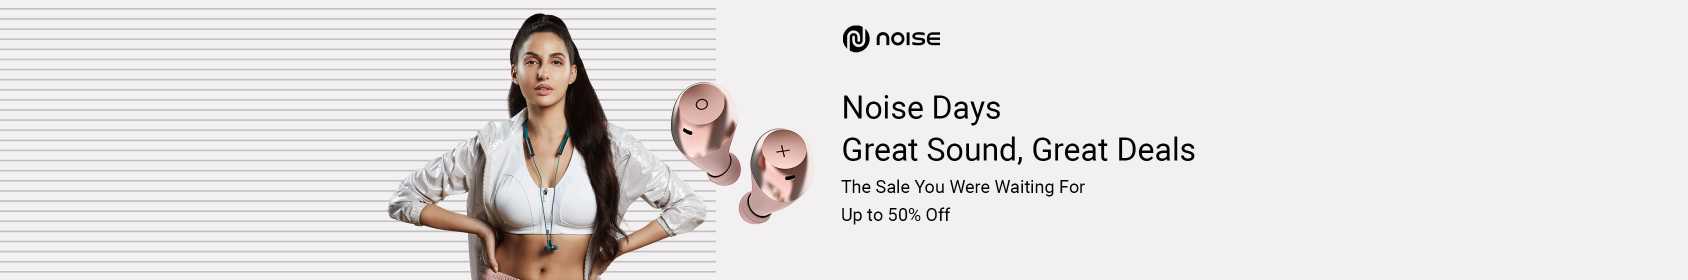 noise
Noise Days
Great Sound, Great Deals
The Sale You Were Waiting For
Up to 50% Off